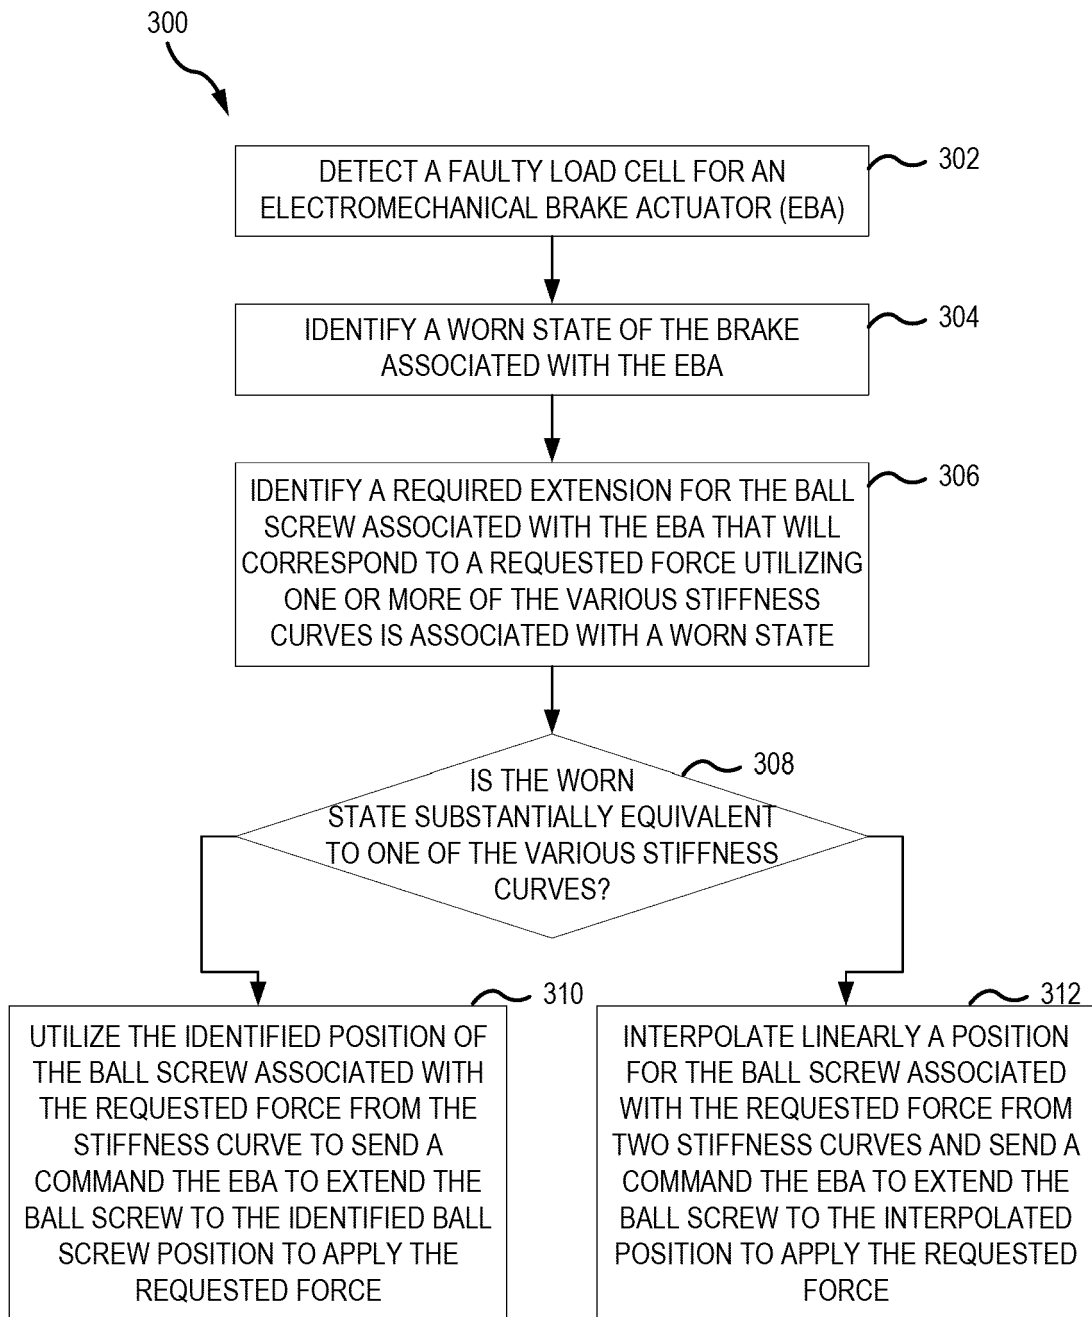 300
DETECT A FAULTY LOAD CELL FOR AN
ELECTROMECHANICAL BRAKE ACTUATOR (EBA)
302
IDENTIFY A WORN STATE OF THE BRAKE
ASSOCIATED WITH THE EBA
304
IDENTIFY A REQUIRED EXTENSION FOR THE BALL
SCREW ASSOCIATED WITH THE EBA THAT WILL
CORRESPOND TO A REQUESTED FORCE UTILIZING
ONE OR MORE OF THE VARIOUS STIFFNESS
CURVES IS ASSOCIATED WITH A WORN STATE
306
IS THE WORN
STATE SUBSTANTIALLY EQUIVALENT
TO ONE OF THE VARIOUS STIFFNESS
CURVES?
308
310
UTILIZE THE IDENTIFIED POSITION OF
THE BALL SCREW ASSOCIATED WITH
THE REQUESTED FORCE FROM THE
STIFFNESS CURVE TO SEND A
COMMAND THE EBA TO EXTEND THE
BALL SCREW TO THE IDENTIFIED BALL
SCREW POSITION TO APPLY THE
REQUESTED FORCE
312
INTERPOLATE LINEARLY A POSITION
FOR THE BALL SCREW ASSOCIATED
WITH THE REQUESTED FORCE FROM
TWO STIFFNESS CURVES AND SEND A
COMMAND THE EBA TO EXTEND THE
BALL SCREW TO THE INTERPOLATED
POSITION TO APPLY THE REQUESTED
FORCE